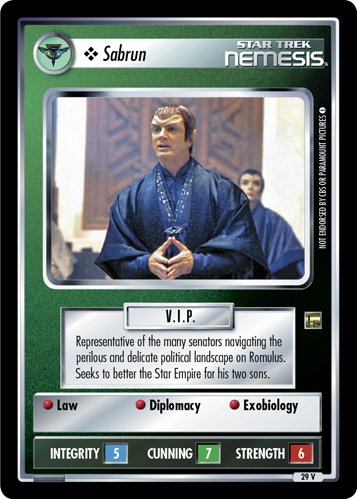 ❖ Sabrun
STAR TREK
NEMESIS™
NOT ENDORSED BY CBS OR PARAMOUNT PICTURES
V.I.P.
Representative of the many senators navigating the
perilous and delicate political landscape on Romulus.
Seeks to better the Star Empire for his two sons.
Law Diplomacy Exobiology
INTEGRITY 5 CUNNING 7 STRENGTH 6
29 V